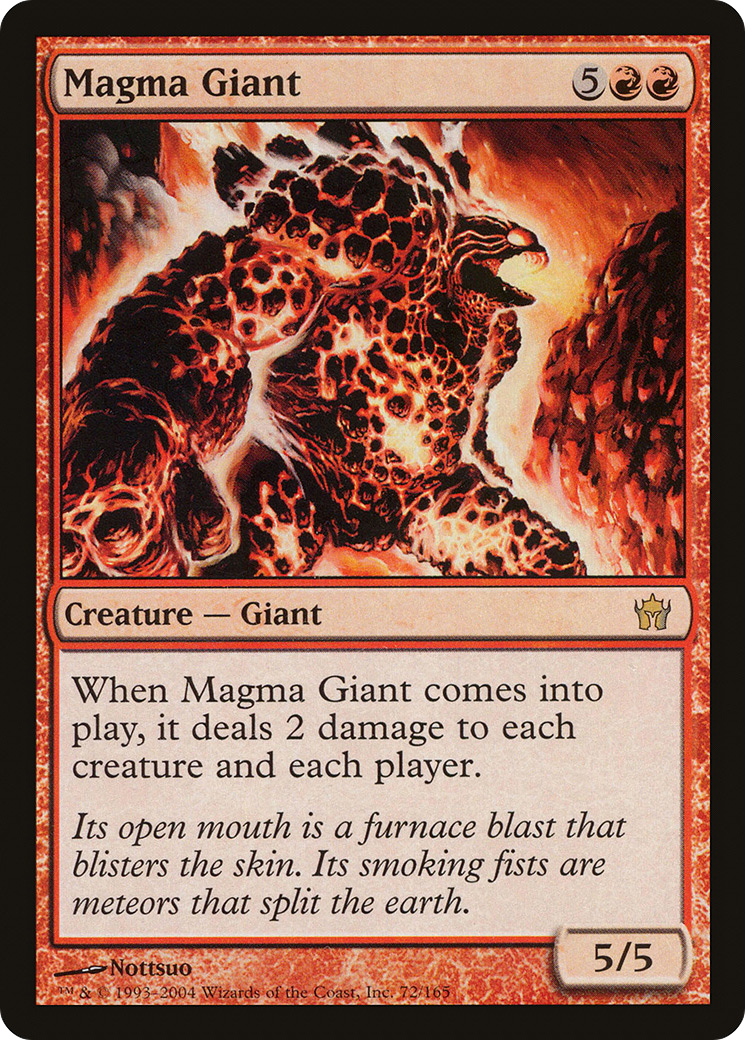 Magma Giant 5
Creature — Giant
When Magma Giant comes into
play, it deals 2 damage to each
creature and each player.
Its open mouth is a furnace blast that
blisters the skin. Its smoking fists are
meteors that split the earth.
5/5
Nottsuo
™ & © 1993–2004 Wizards of the Coast, Inc. 72/165